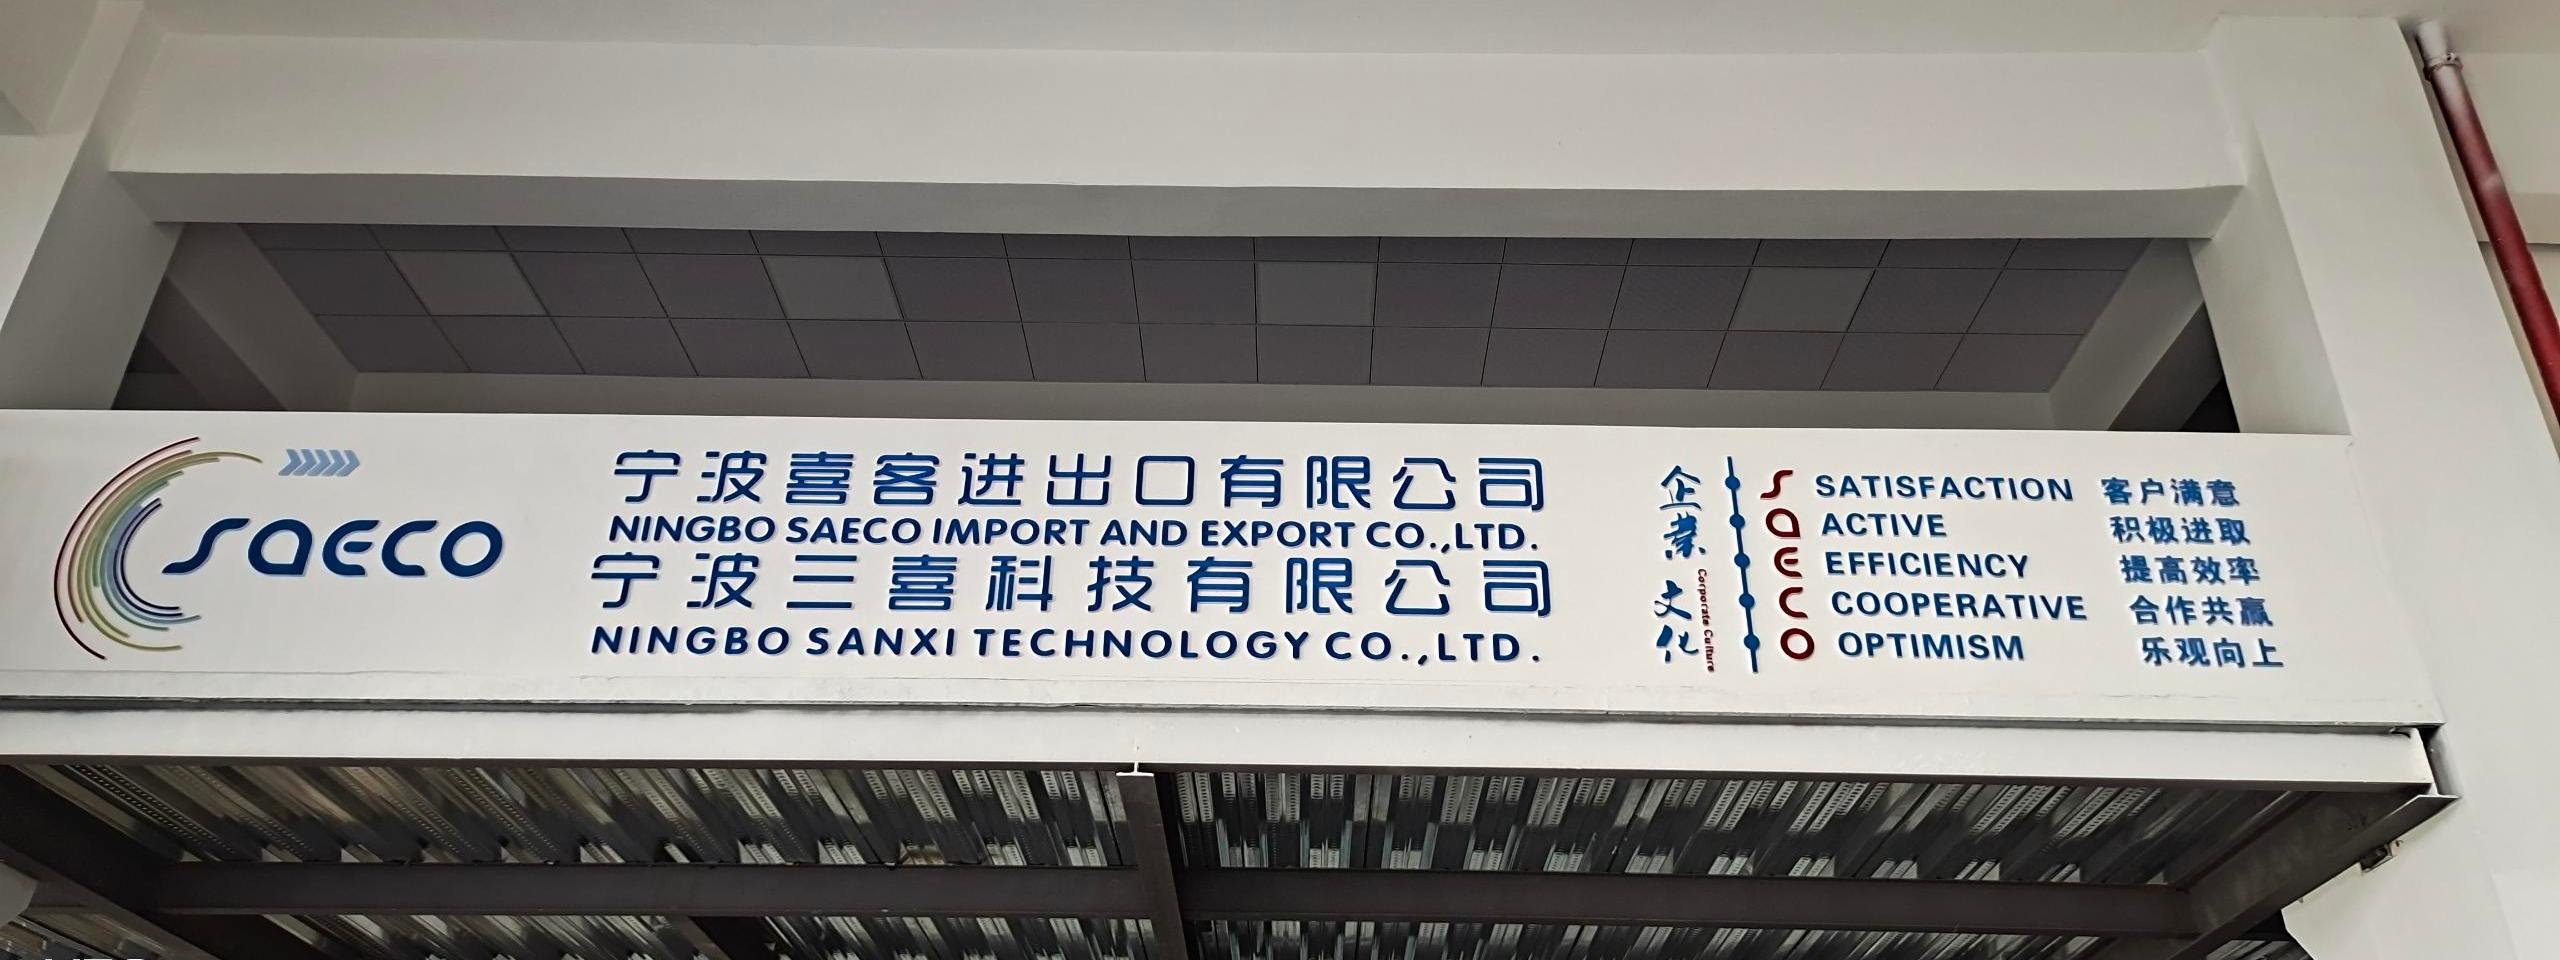 saeco
宁波喜客进出口有限公司
NINGBO SAECO IMPORT AND EXPORT CO.,LTD.
宁波三喜科技有限公司
NINGBO SANXI TECHNOLOGY CO.,LTD.
企業文化
Corporate Culture
S SATISFACTION 客户满意
a ACTIVE 积极进取
e EFFICIENCY 提高效率
c COOPERATIVE 合作共赢
o OPTIMISM 乐观向上